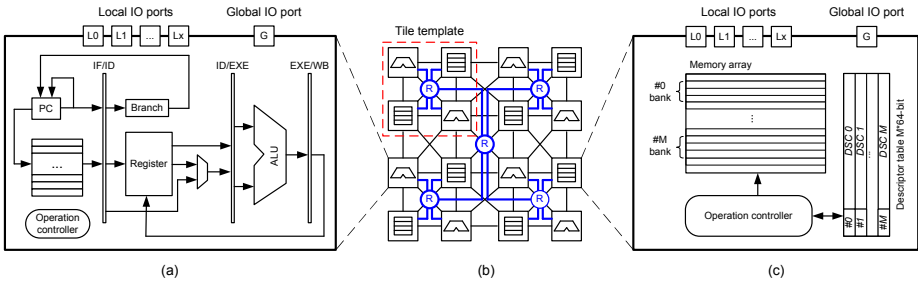 Local IO ports
Global IO port
L0 L1 ... Lx
G
IF/ID
ID/EXE
EXE/WB
PC
Branch
...
Register
ALU
Operation controller
(a)
Tile template
R
R
R
R
R
(b)
Local IO ports
Global IO port
L0 L1 ... Lx
G
Memory array
#0 bank
...
#M bank
Operation controller
DSC 0
DSC 1
...
DSC M
#0
#1
#M
Descriptor table M*64-bit
(c)